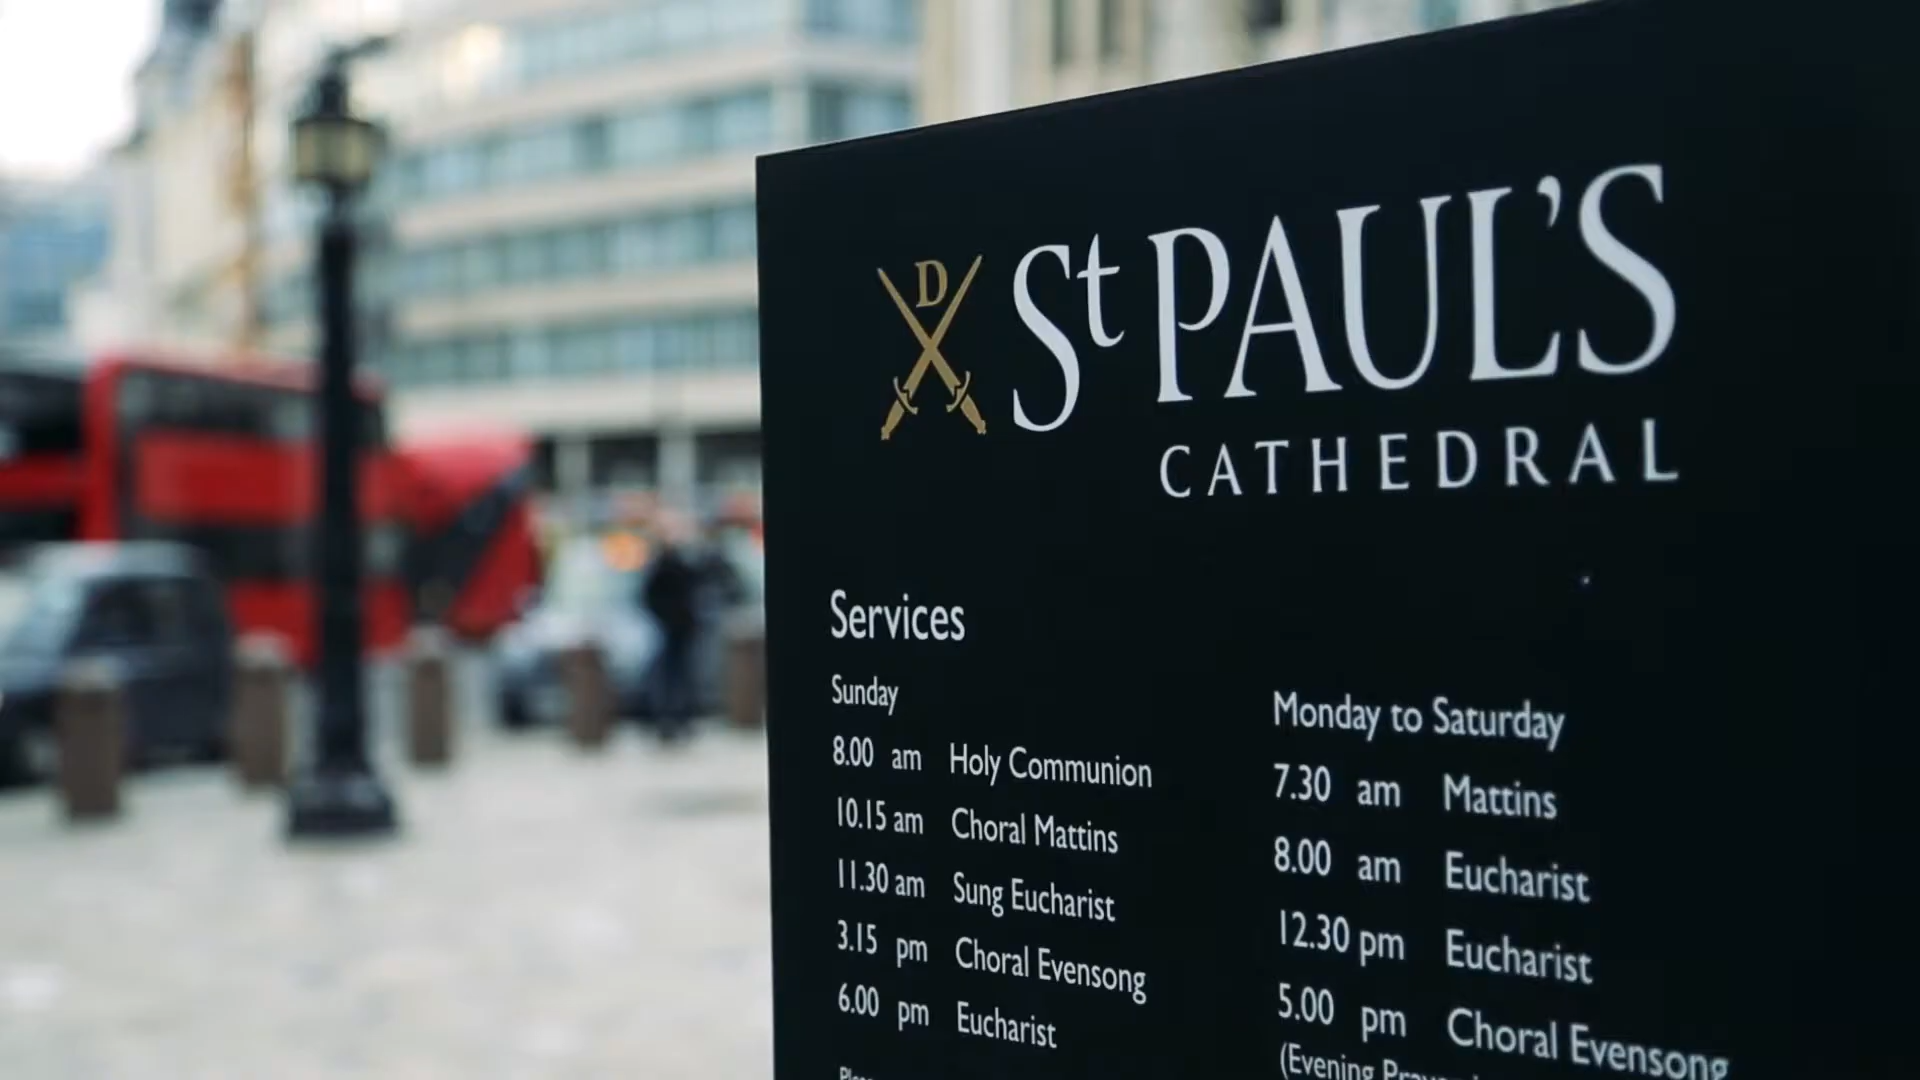 D
St PAUL'S
CATHEDRAL
Services
Sunday
8.00 am Holy Communion
10.15 am Choral Mattins
11.30 am Sung Eucharist
3.15 pm Choral Evensong
6.00 pm Eucharist
Monday to Saturday
7.30 am Mattins
8.00 am Eucharist
12.30 pm Eucharist
5.00 pm Choral Evensong
(Evening